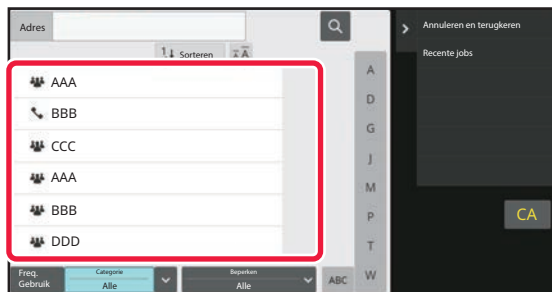 Adres
Sorteren
AAA
BBB
CCC
AAA
BBB
DDD
A
D
G
J
M
P
T
W
Freq.
Gebruik
Categorie
Alle
Beperken
Alle
ABC
Annuleren en terugkeren
Recente jobs
CA